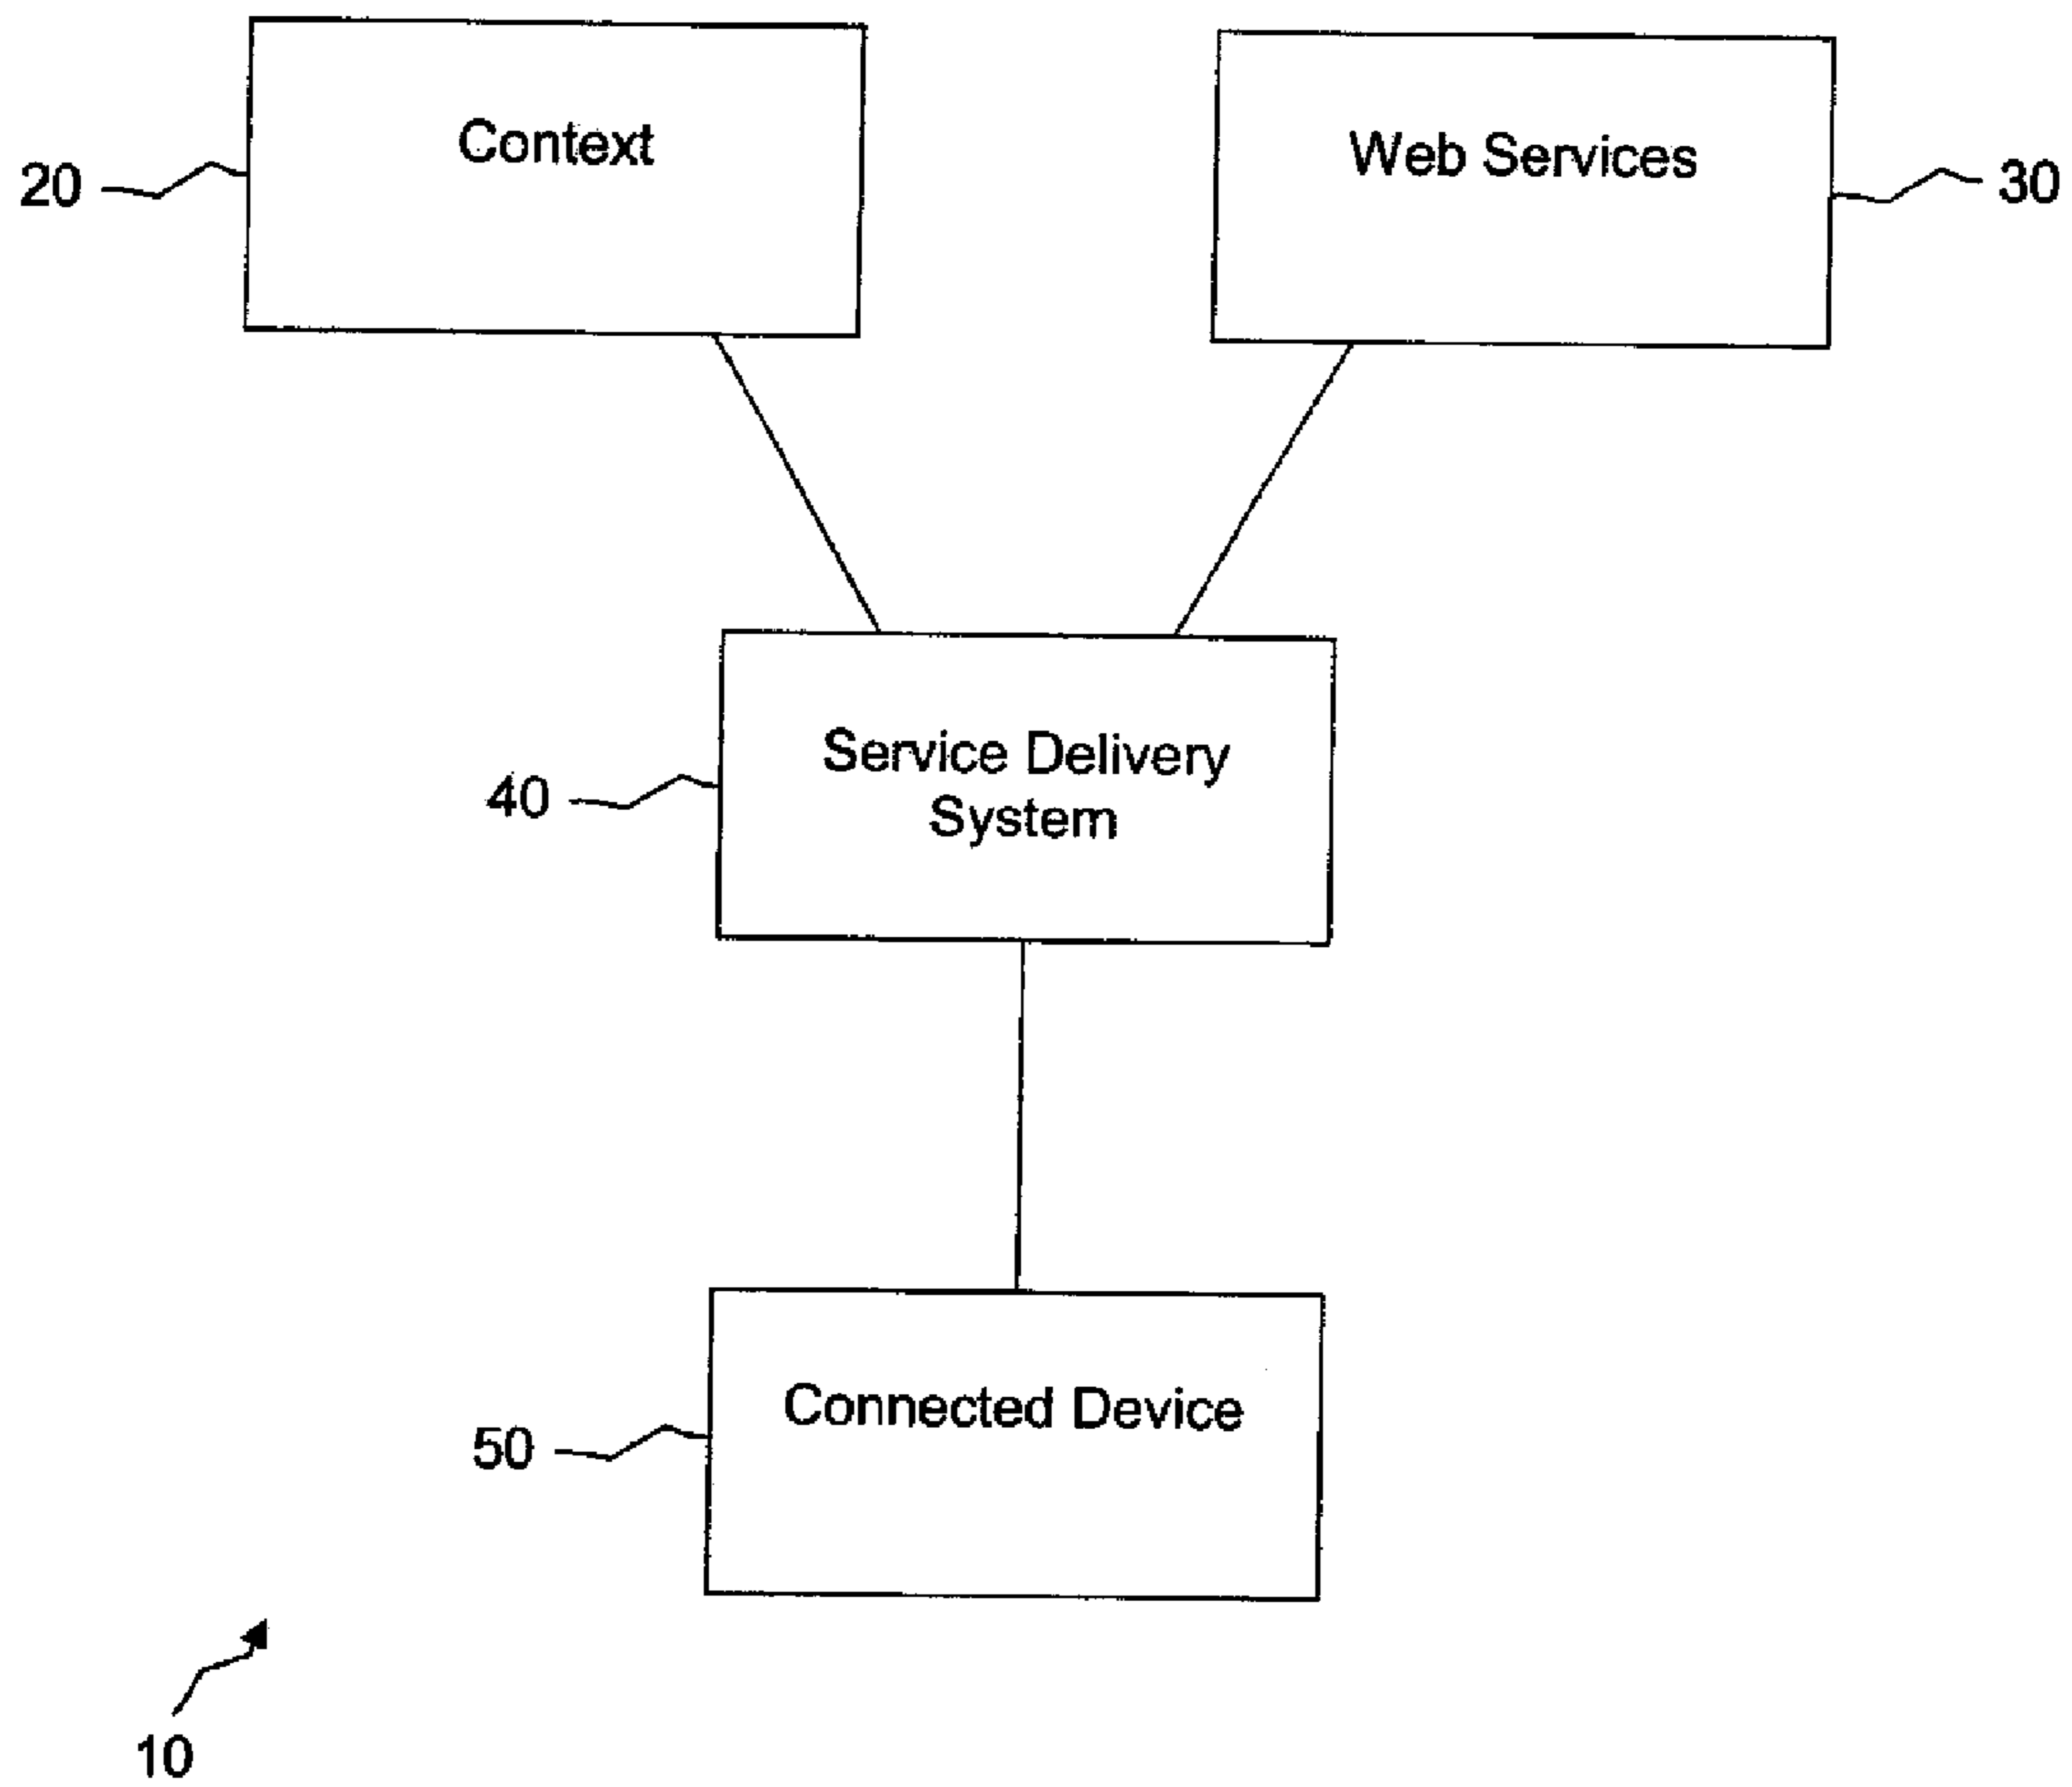 Context
Web Services
20
30
Service Delivery
System
40
Connected Device
50
10